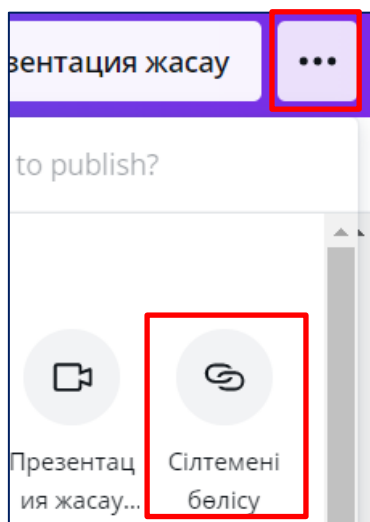 зентация жасау
to publish?
Презентац
ия жасау...
Сілтемені
бөлісу